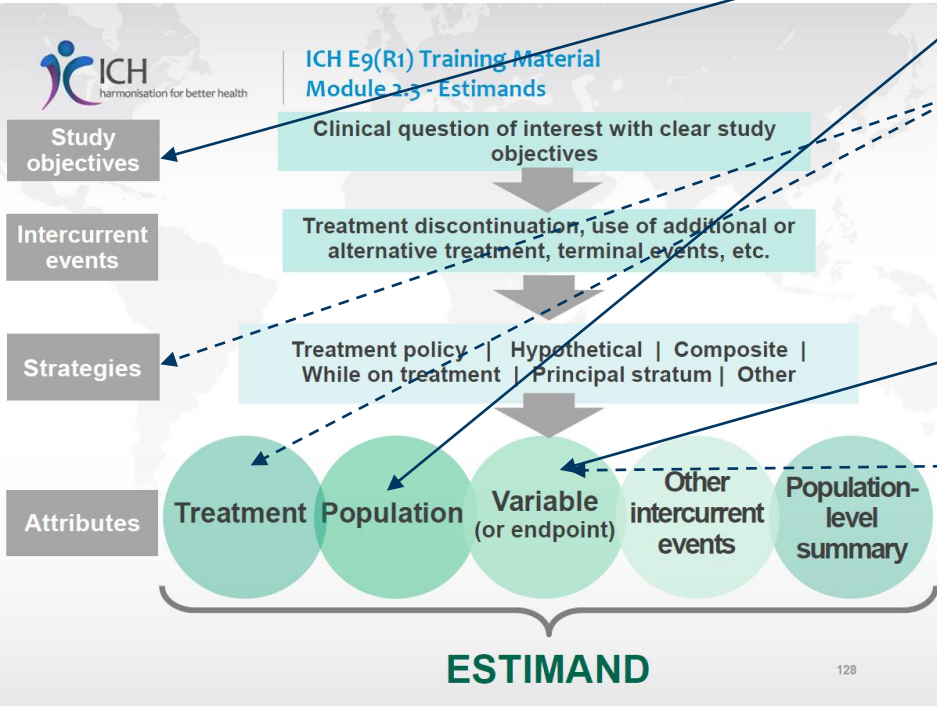 ICH
harmonisation for better health
ICH E9(R1) Training Material
Module 2.3 - Estimands
Study
objectives
Clinical question of interest with clear study
objectives
Intercurrent
events
Treatment discontinuation, use of additional or
alternative treatment, terminal events, etc.
Strategies
Treatment policy | Hypothetical | Composite |
While on treatment | Principal stratum | Other
Attributes
Treatment
Population
Variable
(or endpoint)
Other
intercurrent
events
Population-
level
summary
ESTIMAND
128